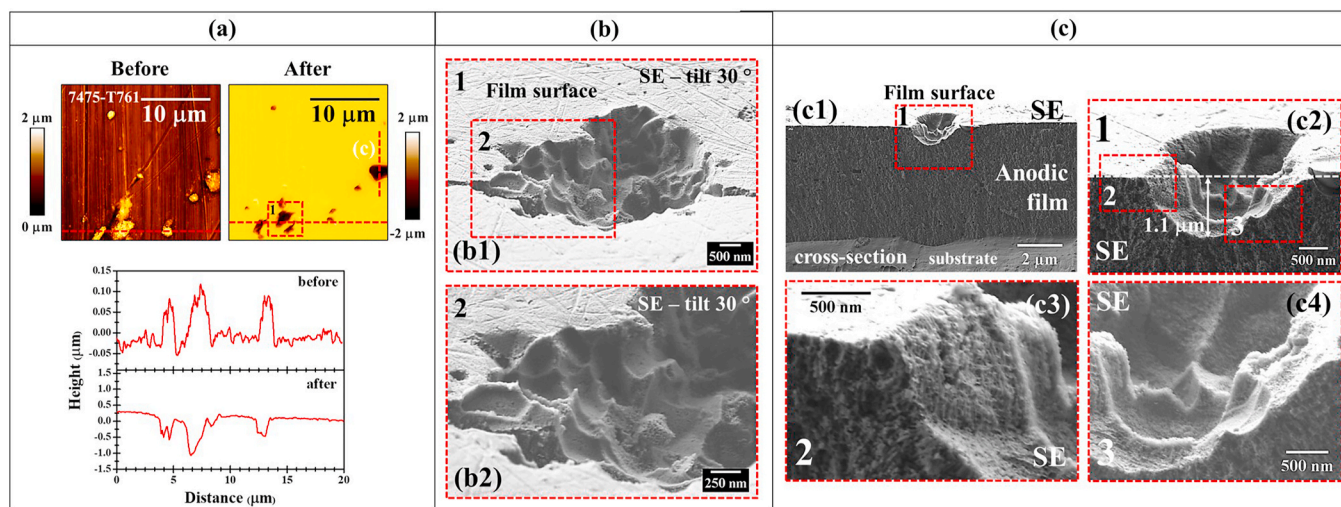 (a)
(b)
(c)
Before
After
7475-T761
10 μm
10 μm
2 μm
0 μm
2 μm
-2 μm
(c)
1
before
after
0.15
0.10
0.05
0.00
-0.05
1.5
1.0
0.5
0.0
-0.5
-1.0
-1.5
Height (μm)
0
5
10
15
20
Distance (μm)
1
SE – tilt 30 °
Film surface
2
(b1)
500 nm
2
SE – tilt 30 °
(b2)
250 nm
(c1)
Film surface
1
SE
Anodic
film
cross-section
substrate
2 μm
1
(c2)
2
1.1 μm
3
SE
500 nm
500 nm
(c3)
2
SE
SE
(c4)
3
500 nm